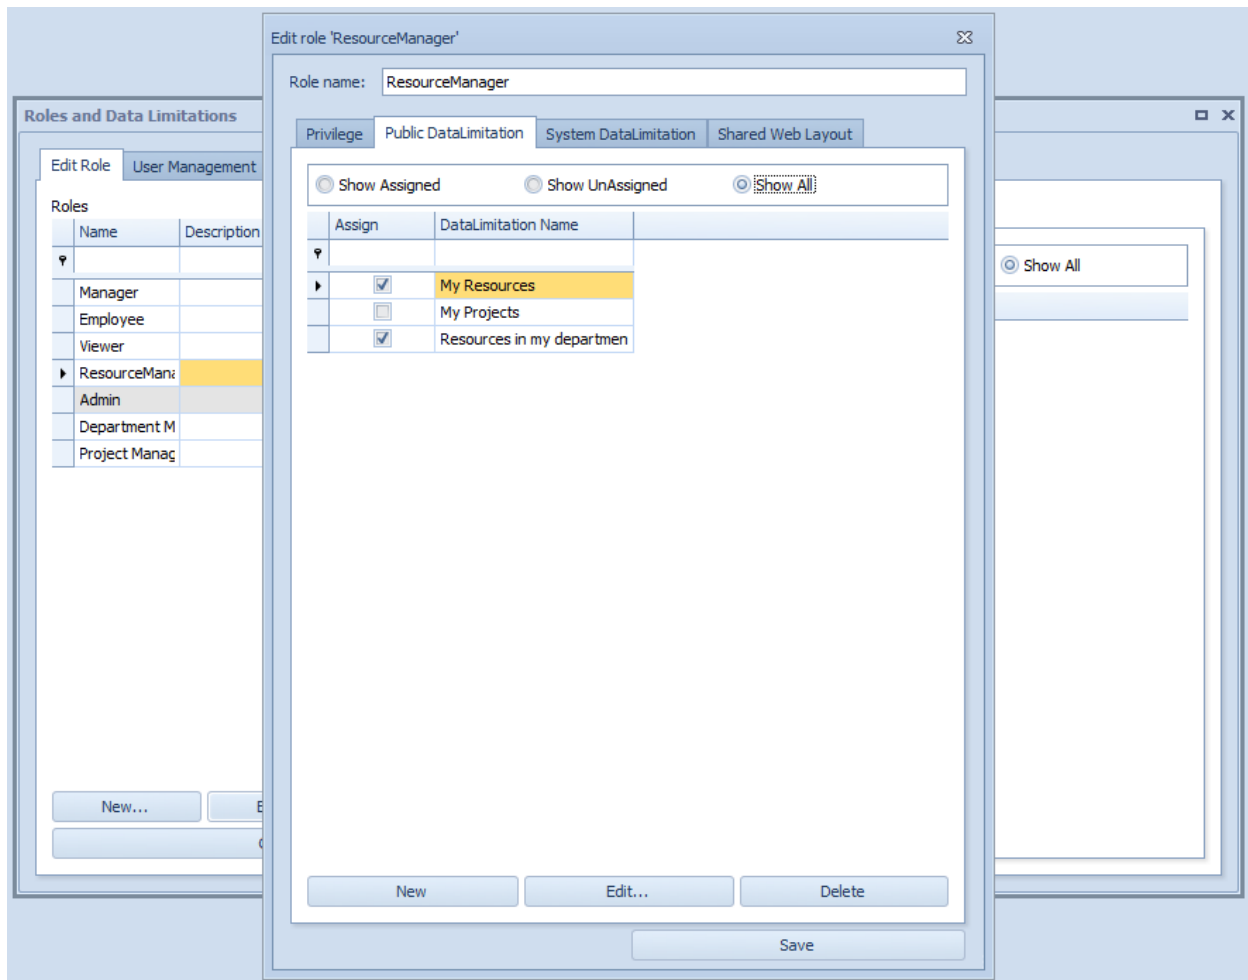 Edit role 'ResourceManager'
Role name: ResourceManager
Roles and Data Limitations
Privilege Public DataLimitation System DataLimitation Shared Web Layout
Edit Role User Management
Show Assigned Show UnAssigned Show All
Roles
Name Description
Assign DataLimitation Name
Show All
My Resources
My Projects
Resources in my departmen
Manager
Employee
Viewer
ResourceMana
Admin
Department M
Project Manag
New... E
New Edit... Delete
Save